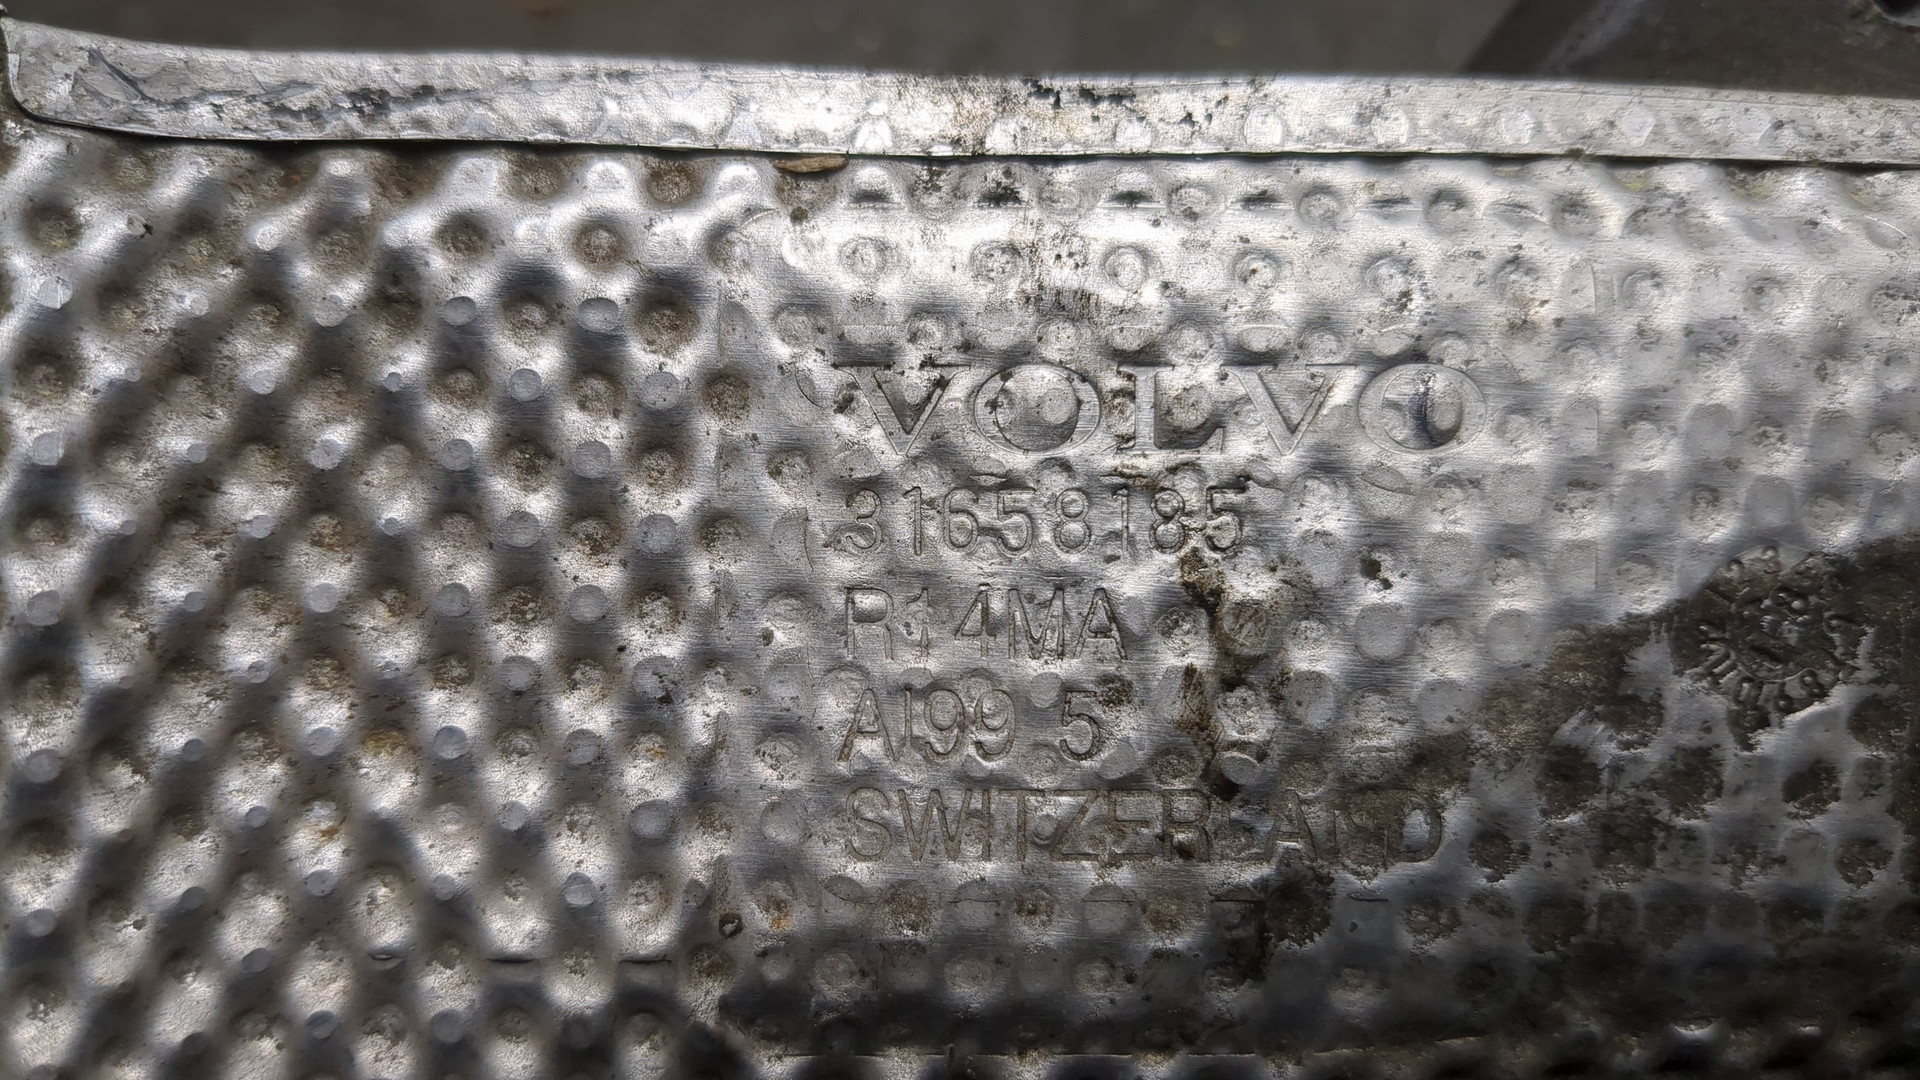 VOLVO
31658185
R14MA
Al99 5
SWITZERLAND